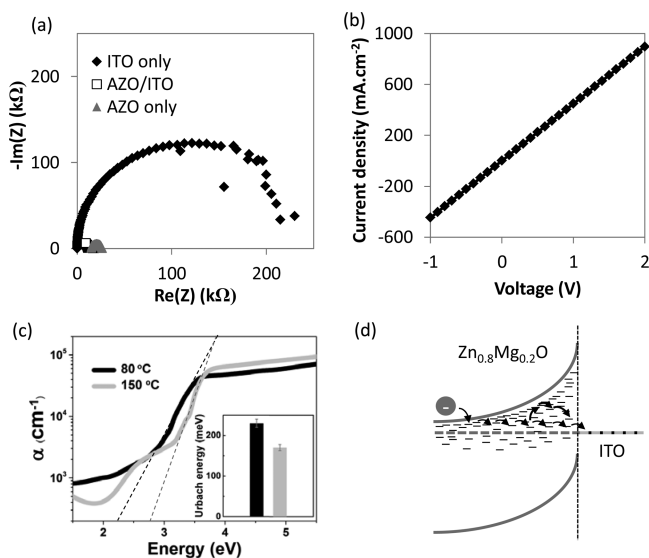 (a)
250
200
100
0
-Im(Z) (kΩ)
ITO only
AZO/ITO
AZO only
0 100 200
Re(Z) (kΩ)
(b)
1000
600
200
-200
-600
Current density (mA.cm⁻²)
-1 0 1 2
Voltage (V)
(c)
10⁵
10⁴
10³
α (cm⁻¹)
80 °C
150 °C
Urbach energy (meV)
200
100
0
2 3 4 5
Energy (eV)
(d)
Zn₀.₈Mg₀.₂O
ITO